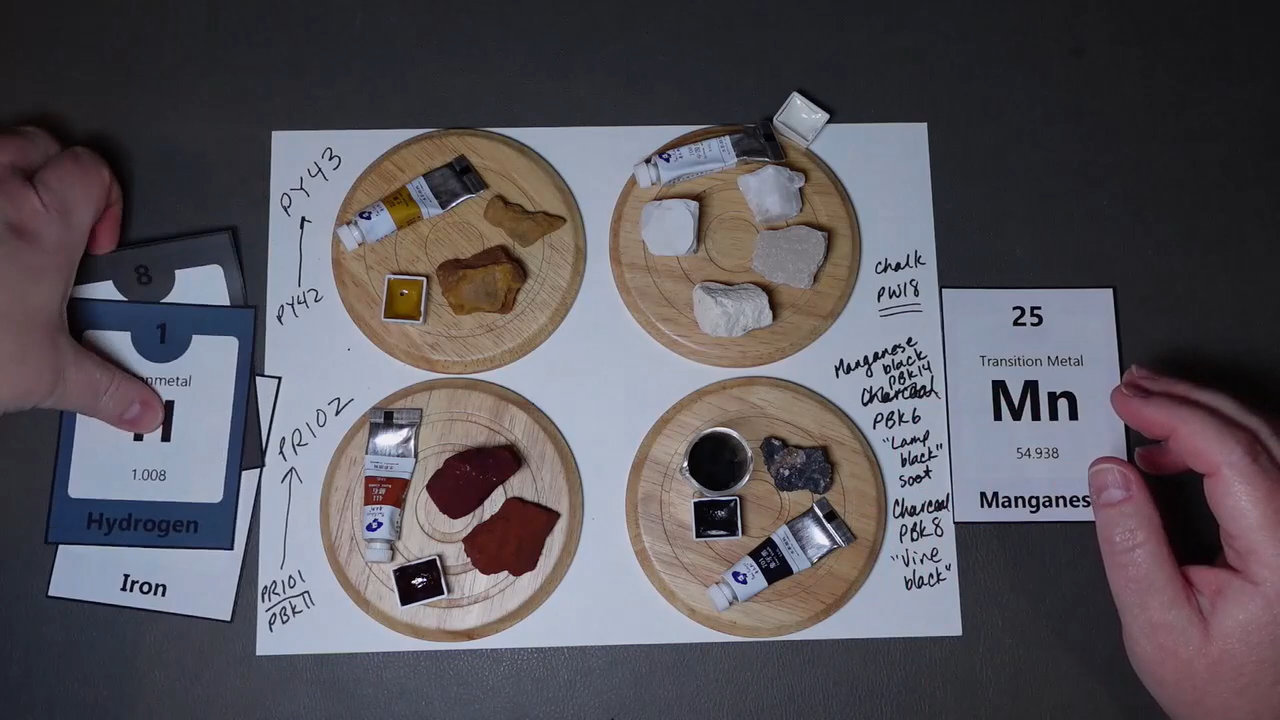 PY43
PY42
PR102
PR101
PBK11
Chalk
PW18
Manganese
black
PBK14
Charcoal
PBK6
"Lamp
black"
soot
Charcoal
PBK8
"Vine
black"
8
1
nmetal
H
1.008
Hydrogen
Iron
25
Transition Metal
Mn
54.938
Manganes